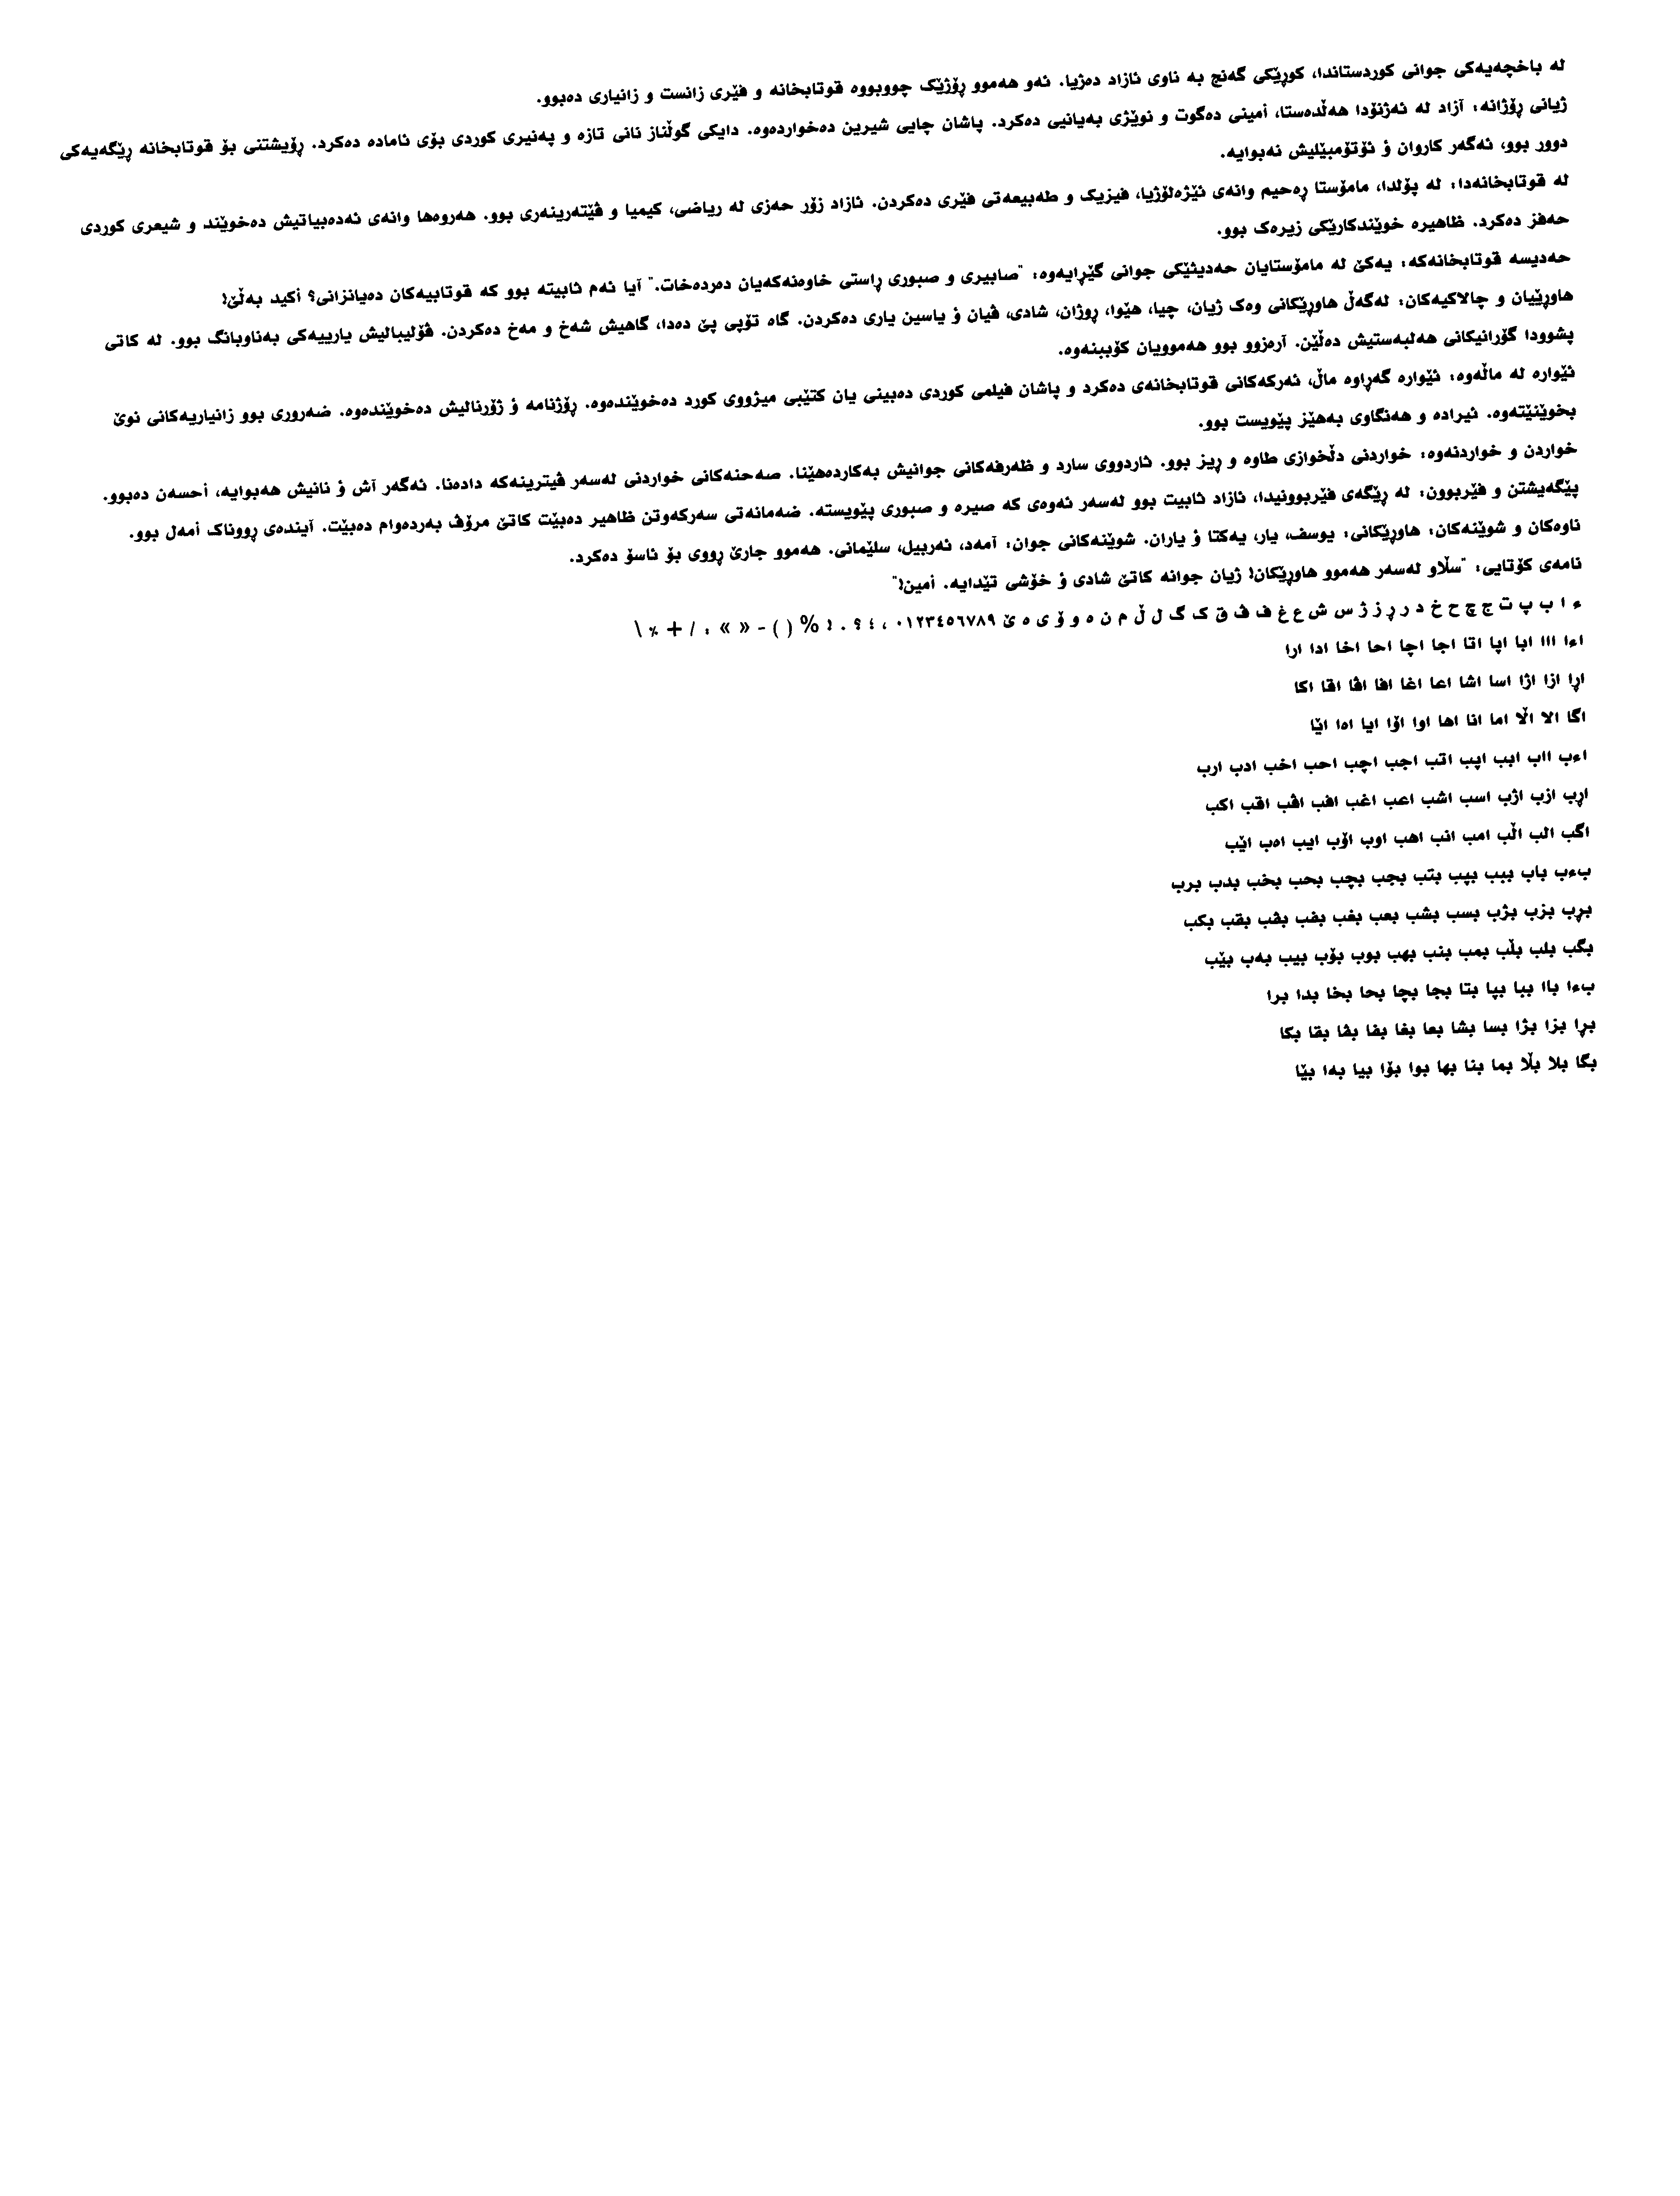 لە باخچەیەکی جوانی کوردستاندا، کوڕێکی گەنج بە ناوی ئازاد دەژیا. ئەو هەموو ڕۆژێک چووبووە قوتابخانە و فێری زانست و زانیاری دەبوو.
ژیانی ڕۆژانە: آزاد لە ئەژنۆدا هەڵدەستا، أمینی دەگوت و نوێژی بەیانیی دەکرد. پاشان چایی شیرین دەخواردەوە. دایکی گوڵناز نانی تازە و پەنیری کوردی بۆی ئامادە دەکرد. ڕۆیشتنی بۆ قوتابخانە ڕێگەیەکی
دوور بوو، ئەگەر کاروان ؤ ئۆتۆمبێلیش نەبوایە.
لە قوتابخانەدا: لە پۆلدا، مامۆستا ڕەحیم وانەی ئێژەلۆژیا، فیزیک و طەبیعەتی فێری دەکردن. ئازاد زۆر حەزی لە ریاضی، کیمیا و ڤێتەرینەری بوو. هەروەها وانەی ئەدەبیاتیش دەخوێند و شیعری کوردی
حەفز دەکرد. ظاهیرە خوێندکارێکی زیرەک بوو.
حەدیسە قوتابخانەکە: یەکێ لە مامۆستایان حەدیثێکی جوانی گێڕایەوە: "صابیری و صبوری ڕاستی خاوەنەکەیان دەردەخات." آیا ئەم ئابیتە بوو کە قوتابیەکان دەیانزانی؟ أکید بەڵێ!
هاوڕێیان و چالاکیەکان: لەگەڵ هاوڕێکانی وەک ژیان، چیا، هێوا، ڕوژان، شادی، ڤیان ؤ یاسین یاری دەکردن. گاە تۆپی پێ دەدا، گاهیش شەخ و مەخ دەکردن. ڤۆلیبالیش یارییەکی بەناوبانگ بوو. لە کاتی
پشوودا گۆرانیکانی هەلبەستیش دەڵێن. آرەزوو بوو هەموویان کۆببنەوە.
ئێوارە لە ماڵەوە: ئێوارە گەڕاوە ماڵ، ئەرکەکانی قوتابخانەی دەکرد و پاشان فیلمی کوردی دەبینی یان کتێبی میژووی کورد دەخوێندەوە. ڕۆژنامە ؤ ژۆرنالیش دەخوێندەوە. ضەروری بوو زانیاریەکانی نوێ
بخوێنێتەوە. ئیرادە و هەنگاوی بەهێز پێویست بوو.
خواردن و خواردنەوە: خواردنی دڵخوازی طاوە و ڕیز بوو. ئاردووی سارد و ظەرفەکانی جوانیش بەکاردەهێنا. صەحنەکانی خواردنی لەسەر ڤیترینەکە دادەنا. ئەگەر آش ؤ نانیش هەبوایە، أحسەن دەبوو.
پێگەیشتن و فێربوون: لە ڕێگەی فێربوونیدا، ئازاد ئابیت بوو لەسەر ئەوەی کە صبرە و صبوری پێویستە. ضەمانەتی سەرکەوتن ظاهیر دەبێت کاتێ مرۆڤ بەردەوام دەبێت. آیندەی ڕووناک أمەل بوو.
ناوەکان و شوێنەکان: هاوڕێکانی: یوسف، یار، یەکتا ؤ یاران. شوێنەکانی جوان: آمەد، ئەربیل، سلێمانی. هەموو جارێ ڕووی بۆ ئاسۆ دەکرد.
نامەی کۆتایی: "سڵاو لەسەر هەموو هاوڕێکان! ژیان جوانە کاتێ شادی ؤ خۆشی تێدایە. أمین!"
ء ا ب پ ت ج چ ح خ د ر ڕ ز ژ س ش ع غ ف ڤ ق ک گ ل ڵ م ن ه و ۆ ی ە ێ ٠١٢٣٤٥٦٧٨٩ ، ؛ ؟ . ! % ( ) - « » : / + ٪ \
اءا ااا ابا اپا اتا اجا اچا احا اخا ادا ارا
اڕا ازا اژا اسا اشا اعا اغا افا اڤا اقا اکا
اگا الا اڵا اما انا اها اوا اۆا ایا اەا اێا
اءب ااب ابب اپب اتب اجب اچب احب اخب ادب ارب
اڕب ازب اژب اسب اشب اعب اغب افب اڤب اقب اکب
اگب الب اڵب امب انب اهب اوب اۆب ایب اەب اێب
بءب باب ببب بپب بتب بجب بچب بحب بخب بدب برب
بڕب بزب بژب بسب بشب بعب بغب بفب بڤب بقب بکب
بگب بلب بڵب بمب بنب بهب بوب بۆب بیب بەب بێب
بءا باا ببا بپا بتا بجا بچا بحا بخا بدا برا
بڕا بزا بژا بسا بشا بعا بغا بفا بڤا بقا بکا
بگا بلا بڵا بما بنا بها بوا بۆا بیا بەا بێا